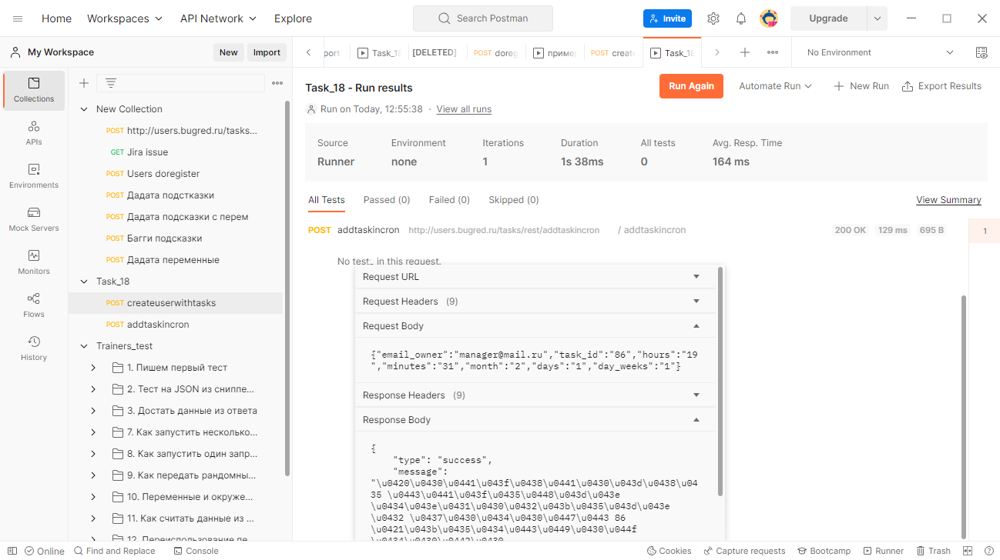 Home Workspaces API Network Explore Search Postman Invite Upgrade
My Workspace New Import
port Task_18 [DELETED] POST doreg POST create Task_18 No Environment
Collections
APIs
Environments
Mock Servers
Monitors
Flows
History
New Collection
POST http://users.bugred.ru/tasks...
GET Jira issue
POST Users doregister
POST Дадата подстказки
POST Дадата подсказки с перем
POST Багги подсказки
POST Дадата переменные
Task_18
POST createuserwithtasks
POST addtaskincron
Trainers_test
1. Пишем первый тест
2. Тест на JSON из сниппе...
3. Достать данные из ответа
7. Как запустить несколько...
8. Как запустить один запр...
9. Как передать рандомны...
10. Переменные и окруже...
11. Как считать данные из ...
Task_18 - Run results
Run Again Automate Run New Run Export Results
Run on Today, 12:55:38 · View all runs
Source Environment Iterations Duration All tests Avg. Resp. Time
Runner none 1 1s 38ms 0 164 ms
All Tests Passed (0) Failed (0) Skipped (0) View Summary
POST addtaskincron http://users.bugred.ru/tasks/rest/addtaskincron / addtaskincron 200 OK 129 ms 695 B 1
in this request.
Request URL
Request Headers (9)
Request Body
{"email_owner":"manager@mail.ru","task_id":"86","hours":"19
","minutes":"31","month":"2","days":"1","day_weeks":"1"}
Response Headers (9)
Response Body
{
"type": "success",
"message":
"\u0420\u0430\u0441\u043f\u0438\u0441\u0430\u043d\u0438\u04
35 \u0443\u0441\u043f\u0435\u0448\u043d\u043e
\u0434\u043e\u0431\u0430\u0432\u043b\u0435\u043d\u043e
\u0432 \u0437\u0430\u0434\u0430\u0447\u0443 86
\u0421\u043b\u0435\u0434\u0443\u0449\u0430\u044f
Online Find and Replace Console Cookies Capture requests Bootcamp Runner Trash